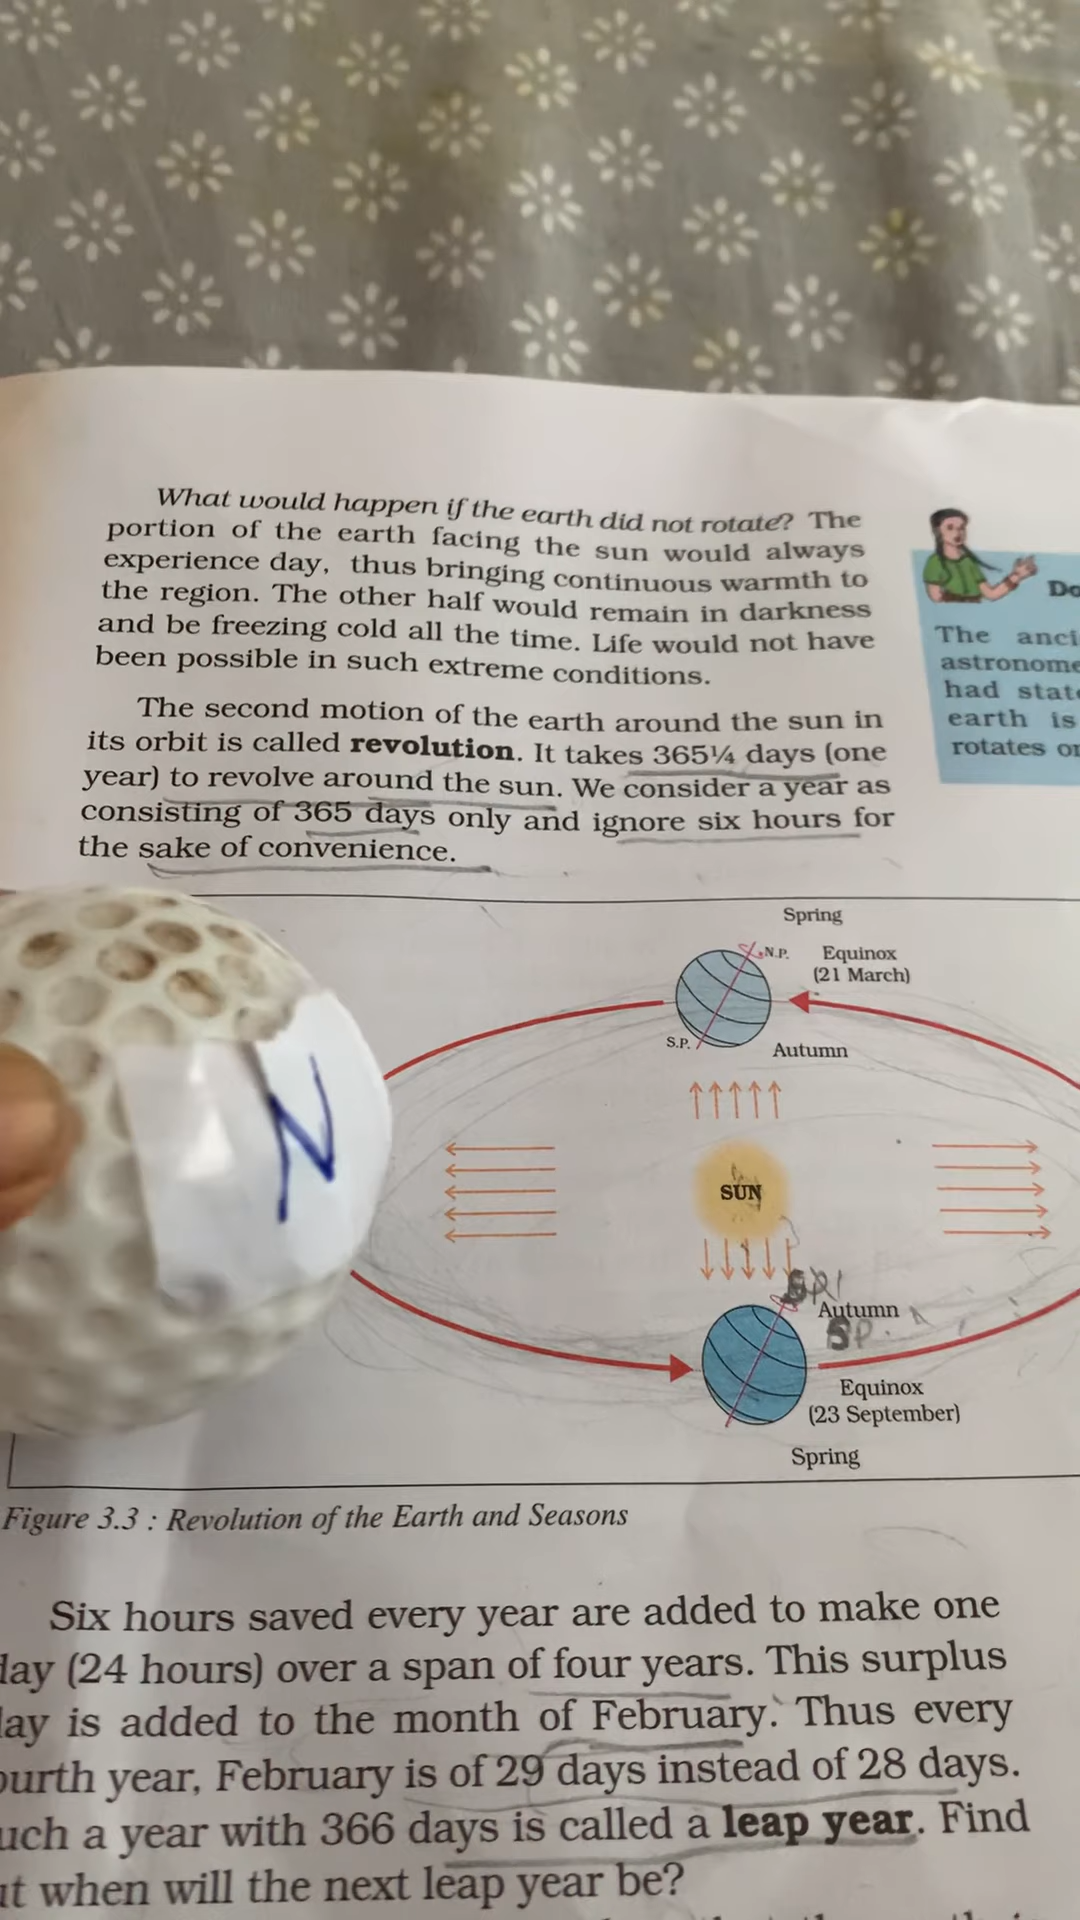 What would happen if the earth did not rotate? The
portion of the earth facing the sun would always
experience day, thus bringing continuous warmth to
the region. The other half would remain in darkness
and be freezing cold all the time. Life would not have
been possible in such extreme conditions.
The second motion of the earth around the sun in
its orbit is called revolution. It takes 365¼ days (one
year) to revolve around the sun. We consider a year as
consisting of 365 days only and ignore six hours for
the sake of convenience.
Do
The anci
astronome
had state
earth is
rotates on
N
Spring
N.P.
Equinox
(21 March)
S.P.
Autumn
SUN
Autumn
SP.
Equinox
(23 September)
Spring
Figure 3.3 : Revolution of the Earth and Seasons
Six hours saved every year are added to make one
day (24 hours) over a span of four years. This surplus
day is added to the month of February. Thus every
ourth year, February is of 29 days instead of 28 days.
uch a year with 366 days is called a leap year. Find
ut when will the next leap year be?